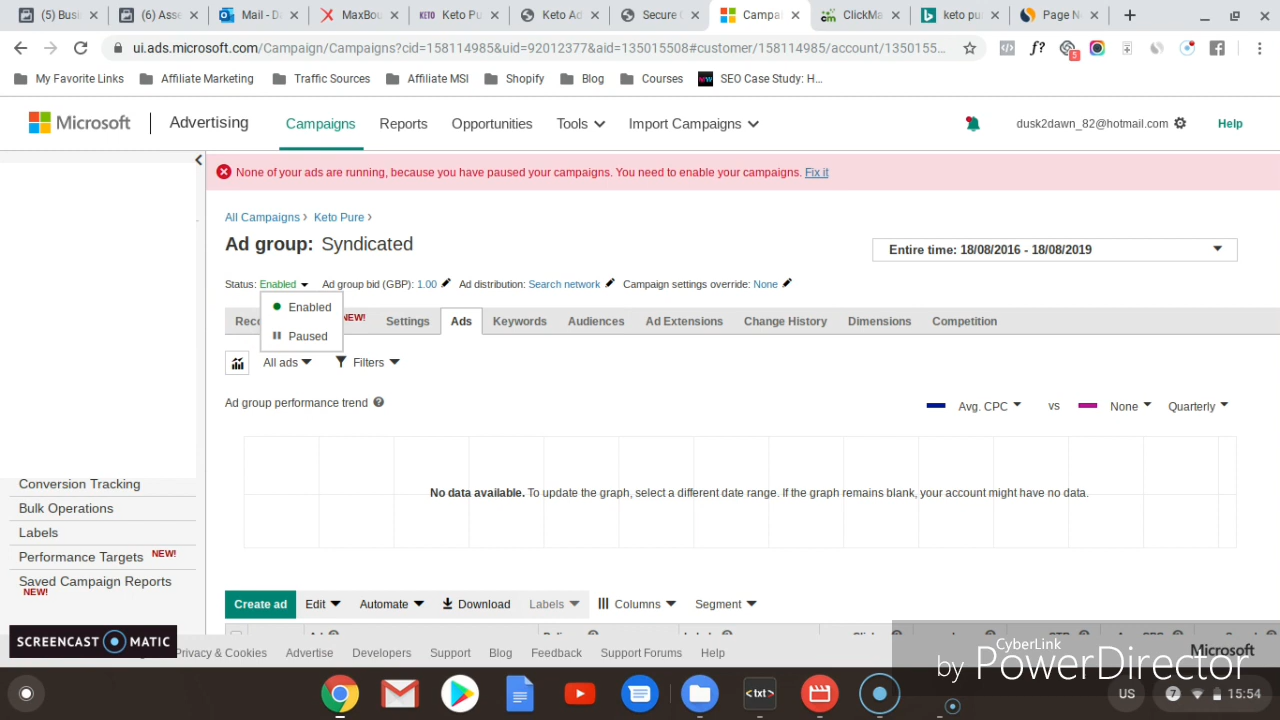 (5) Busi
(6) Asse
Mail - D
MaxBou
KETO Keto Pu
Keto Ad
Secure C
Campai
ClickMa
keto pu
Page N
ui.ads.microsoft.com/Campaign/Campaigns?cid=158114985&uid=92012377&aid=135015508#customer/158114985/account/1350155...
f?
5
My Favorite Links
Affiliate Marketing
Traffic Sources
Affiliate MSI
Shopify
Blog
Courses
SEO Case Study: H...
Microsoft
Advertising
Campaigns
Reports
Opportunities
Tools
Import Campaigns
dusk2dawn_82@hotmail.com
Help
None of your ads are running, because you have paused your campaigns. You need to enable your campaigns. Fix it
All Campaigns › Keto Pure ›
Ad group: Syndicated
Entire time: 18/08/2016 - 18/08/2019
Status: Enabled
Ad group bid (GBP): 1.00
Ad distribution: Search network
Campaign settings override: None
Enabled
Paused
Reco
NEW!
Settings
Ads
Keywords
Audiences
Ad Extensions
Change History
Dimensions
Competition
All ads
Filters
Ad group performance trend
Avg. CPC
vs
None
Quarterly
No data available. To update the graph, select a different date range. If the graph remains blank, your account might have no data.
Conversion Tracking
Bulk Operations
Labels
Performance Targets NEW!
Saved Campaign Reports
NEW!
Create ad
Edit
Automate
Download
Labels
Columns
Segment
SCREENCAST MATIC
Privacy & Cookies
Advertise
Developers
Support
Blog
Feedback
Support Forums
Help
Microsoft
CyberLink
by PowerDirector
<txt>
US
7
15:54